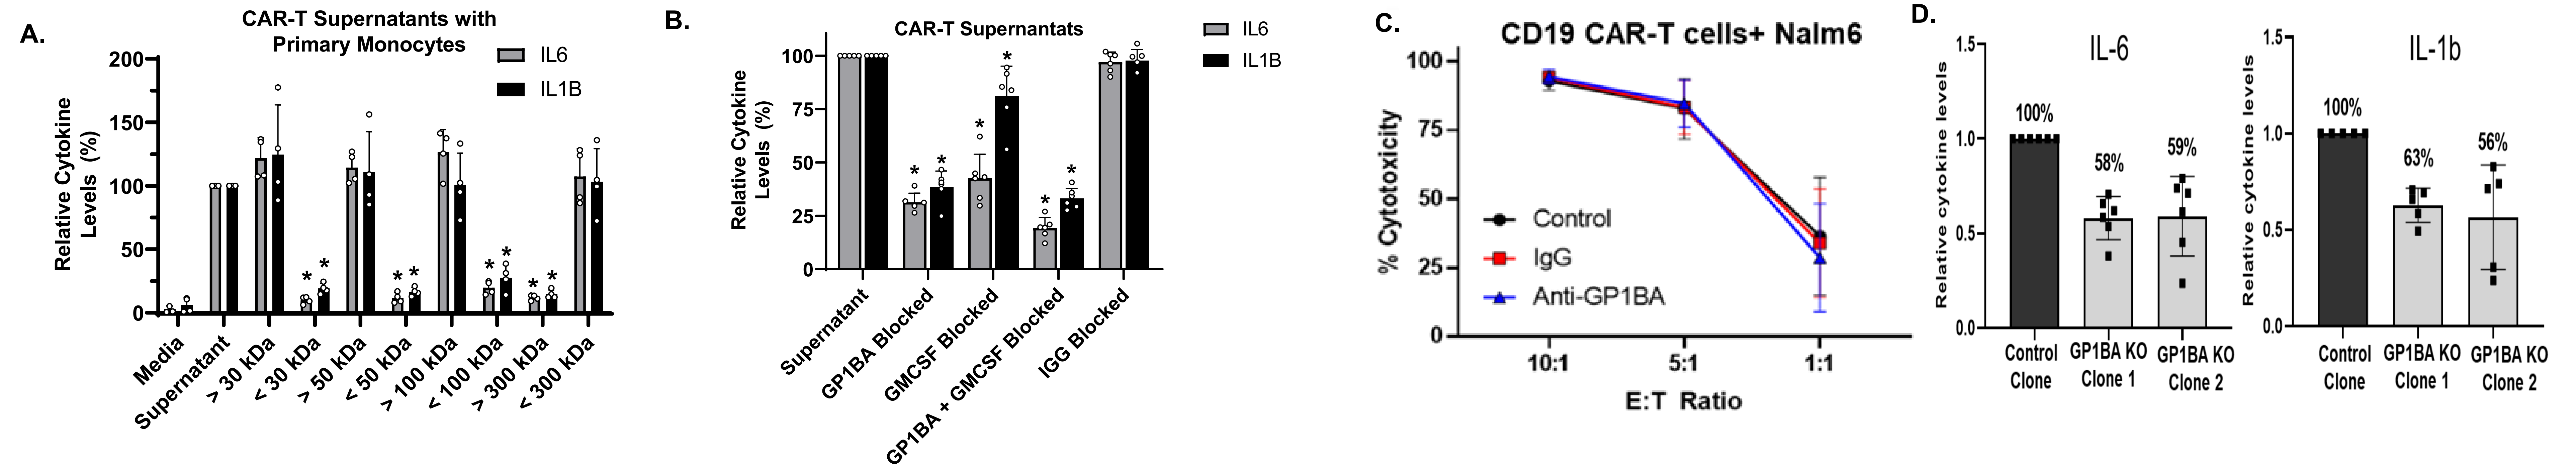 A.
CAR-T Supernatants with
Primary Monocytes
IL6
IL1B
Relative Cytokine
Levels (%)
200
150
100
50
0
* * * * * * * *
Media
Supernatant
> 30 kDa
< 30 kDa
> 50 kDa
< 50 kDa
> 100 kDa
< 100 kDa
> 300 kDa
< 300 kDa
B.
CAR-T Supernantats
IL6
IL1B
Relative Cytokine
Levels (%)
100
75
50
25
0
* * * * * *
Supernatant
GP1BA Blocked
GMCSF Blocked
GP1BA + GMCSF Blocked
IGG Blocked
C.
CD19 CAR-T cells+ Nalm6
% Cytotoxicity
100
75
50
25
0
Control
IgG
Anti-GP1BA
10:1 5:1 1:1
E:T Ratio
D.
IL-6
Relative cytokine levels
1.5
1.0
0.5
0.0
100%
58%
59%
Control
Clone
GP1BA KO
Clone 1
GP1BA KO
Clone 2
IL-1b
Relative cytokine levels
1.5
1.0
0.5
0.0
100%
63%
56%
Control
Clone
GP1BA KO
Clone 1
GP1BA KO
Clone 2